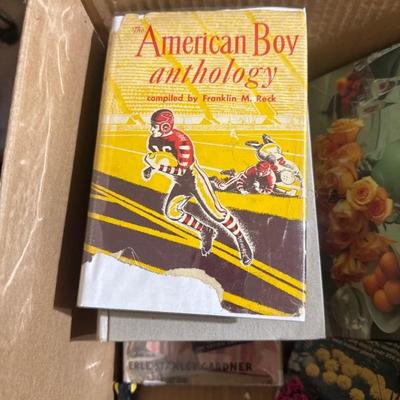 The
American Boy
anthology
compiled by Franklin M. Reck
ERLE STANLEY GARDNER